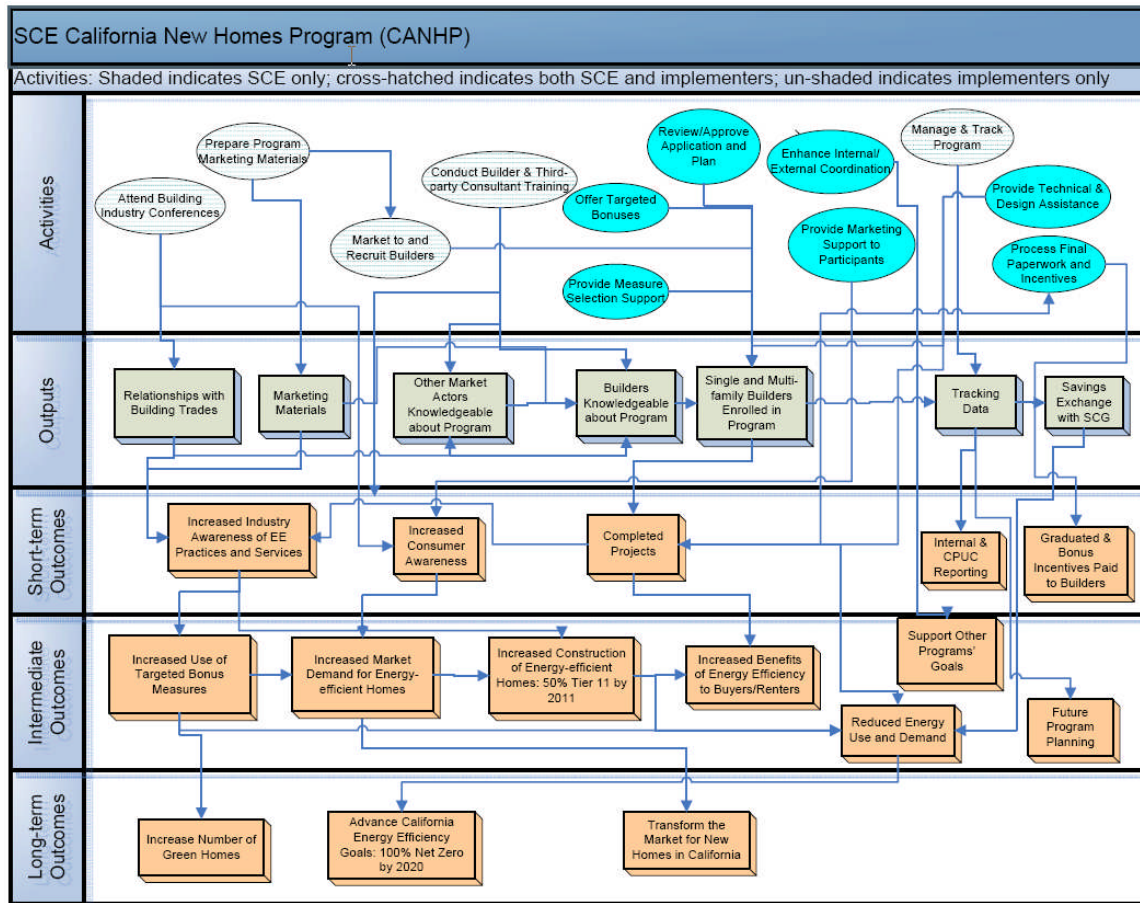 SCE California New Homes Program (CANHP)
Activities: Shaded indicates SCE only; cross-hatched indicates both SCE and implementers; un-shaded indicates implementers only
Activities
Prepare Program
Marketing Materials
Attend Building
Industry Conferences
Conduct Builder & Third-
party Consultant Training
Market to and
Recruit Builders
Review/Approve
Application and
Plan
Offer Targeted
Bonuses
Provide Measure
Selection Support
Enhance Internal/
External Coordination
Provide Marketing
Support to
Participants
Manage & Track
Program
Provide Technical &
Design Assistance
Process Final
Paperwork and
Incentives
Outputs
Relationships with
Building Trades
Marketing
Materials
Other Market
Actors
Knowledgeable
about Program
Builders
Knowledgeable
about Program
Single and Multi-
family Builders
Enrolled in
Program
Tracking
Data
Savings
Exchange
with SCG
Short-term
Outcomes
Increased Industry
Awareness of EE
Practices and Services
Increased
Consumer
Awareness
Completed
Projects
Internal &
CPUC
Reporting
Graduated &
Bonus
Incentives Paid
to Builders
Intermediate
Outcomes
Increased Use of
Targeted Bonus
Measures
Increased Market
Demand for Energy-
efficient Homes
Increased Construction
of Energy-efficient
Homes: 50% Tier 11 by
2011
Increased Benefits
of Energy Efficiency
to Buyers/Renters
Support Other
Programs'
Goals
Reduced Energy
Use and Demand
Future
Program
Planning
Long-term
Outcomes
Increase Number of
Green Homes
Advance California
Energy Efficiency
Goals: 100% Net Zero
by 2020
Transform the
Market for New
Homes in California